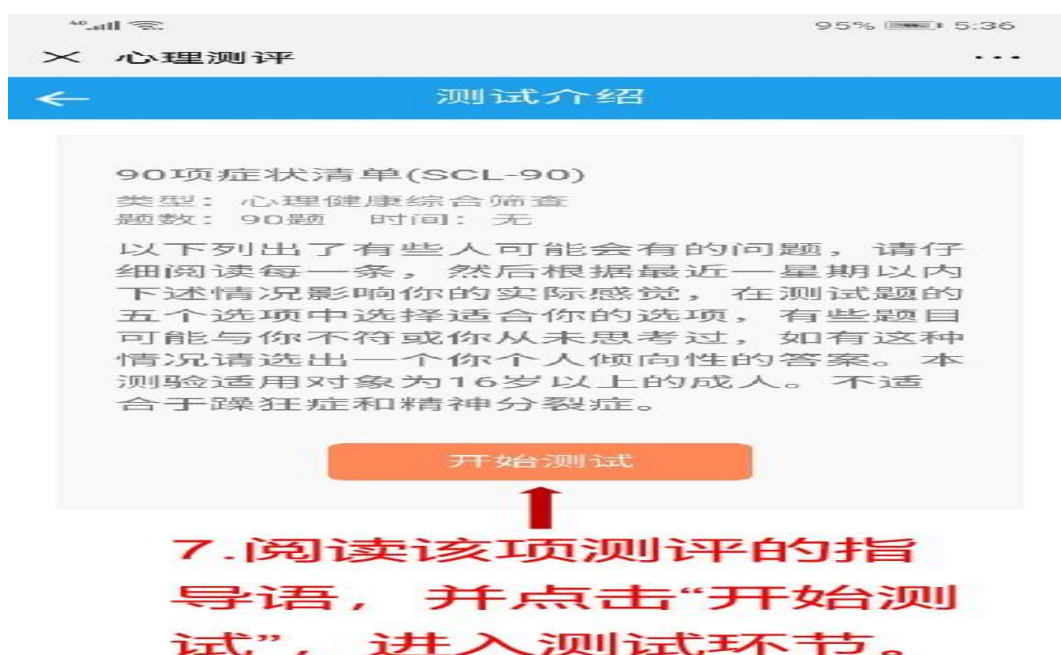 4G 95% 5:36
心理测评
测试介绍
90项症状清单(SCL-90)
类型：心理健康综合筛查
题数：90题 时间：无
以下列出了有些人可能会有的问题，请仔
细阅读每一条，然后根据最近一星期以内
下述情况影响你的实际感觉，在测试题的
五个选项中选择适合你的选项，有些题目
可能与你不符或你从未思考过，如有这种
情况请选出一个你个人倾向性的答案。本
测验适用对象为16岁以上的成人。不适
合于躁狂症和精神分裂症。
开始测试
7.阅读该项测评的指
导语，并点击“开始测
试”，进入测试环节。